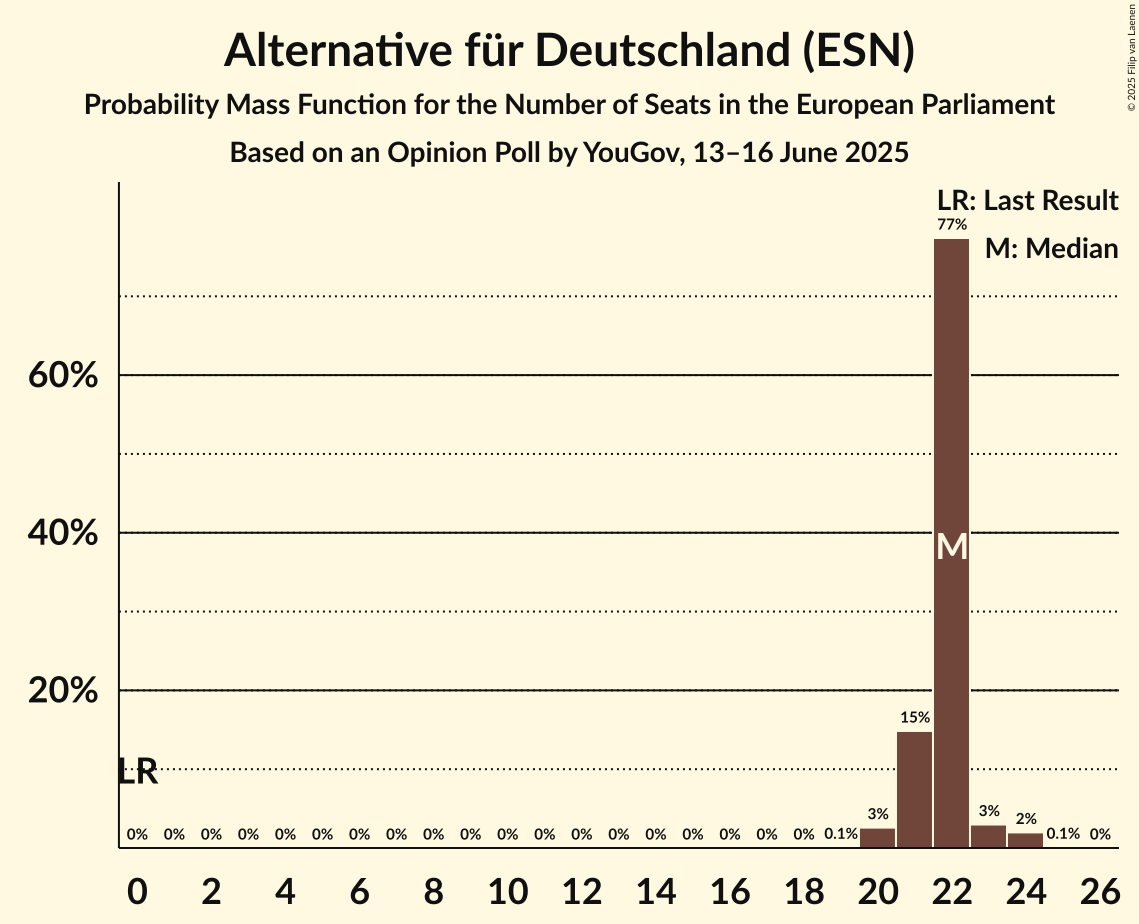 Alternative für Deutschland (ESN)
Probability Mass Function for the Number of Seats in the European Parliament
Based on an Opinion Poll by YouGov, 13–16 June 2025
© 2025 Filip van Laenen
LR: Last Result
M: Median
77%
60%
40%
M
20%
15%
LR
0% 0% 0% 0% 0% 0% 0% 0% 0% 0% 0% 0% 0% 0% 0% 0% 0% 0% 0% 0.1% 3% 3% 2% 0.1% 0%
0 2 4 6 8 10 12 14 16 18 20 22 24 26